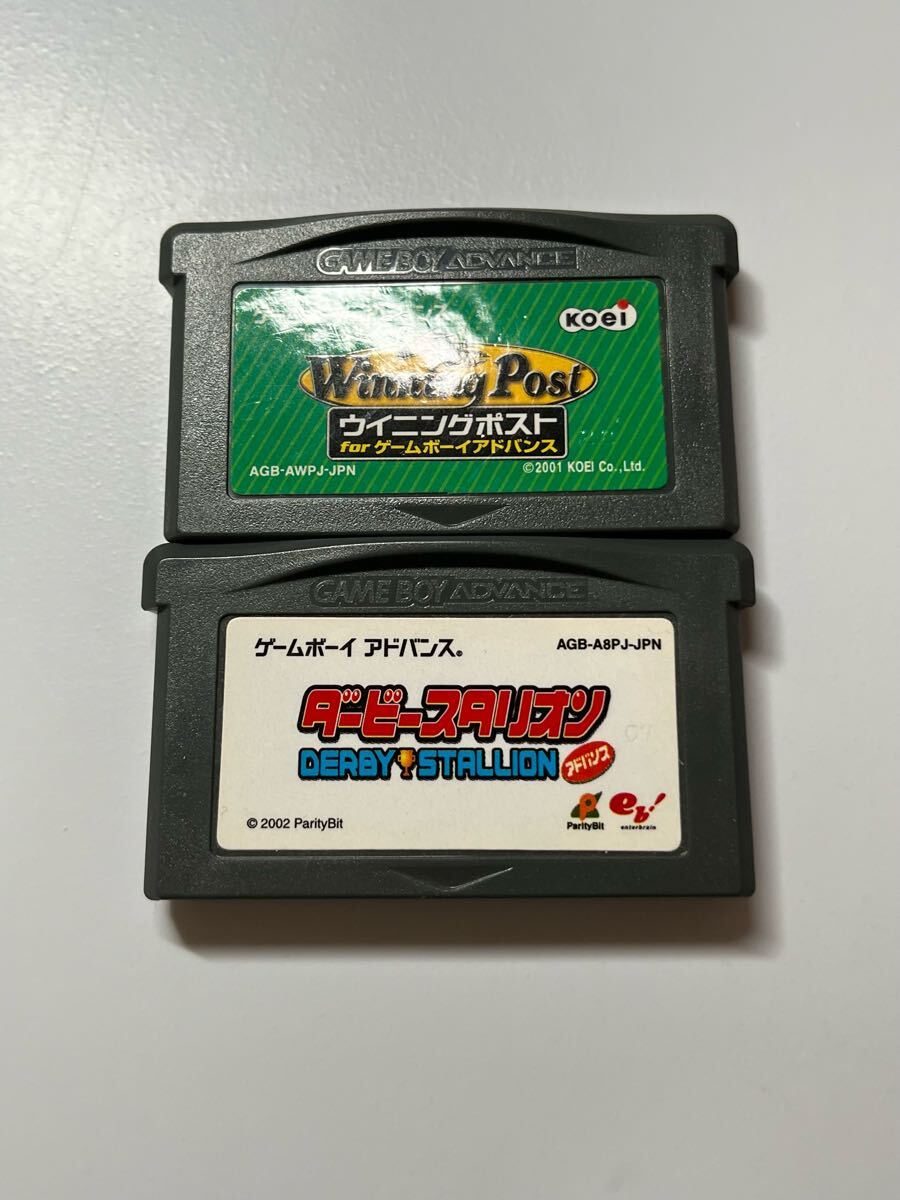 GAME BOY ADVANCE
KOEI
Winning Post
ウイニングポスト
for ゲームボーイアドバンス
AGB-AWPJ-JPN
©2001 KOEI Co., Ltd.
GAME BOY ADVANCE
ゲームボーイ アドバンス®
AGB-A8PJ-JPN
ダービースタリオン
DERBY STALLION
アドバンス
07
ParityBit
eb!
enterbrain
© 2002 ParityBit